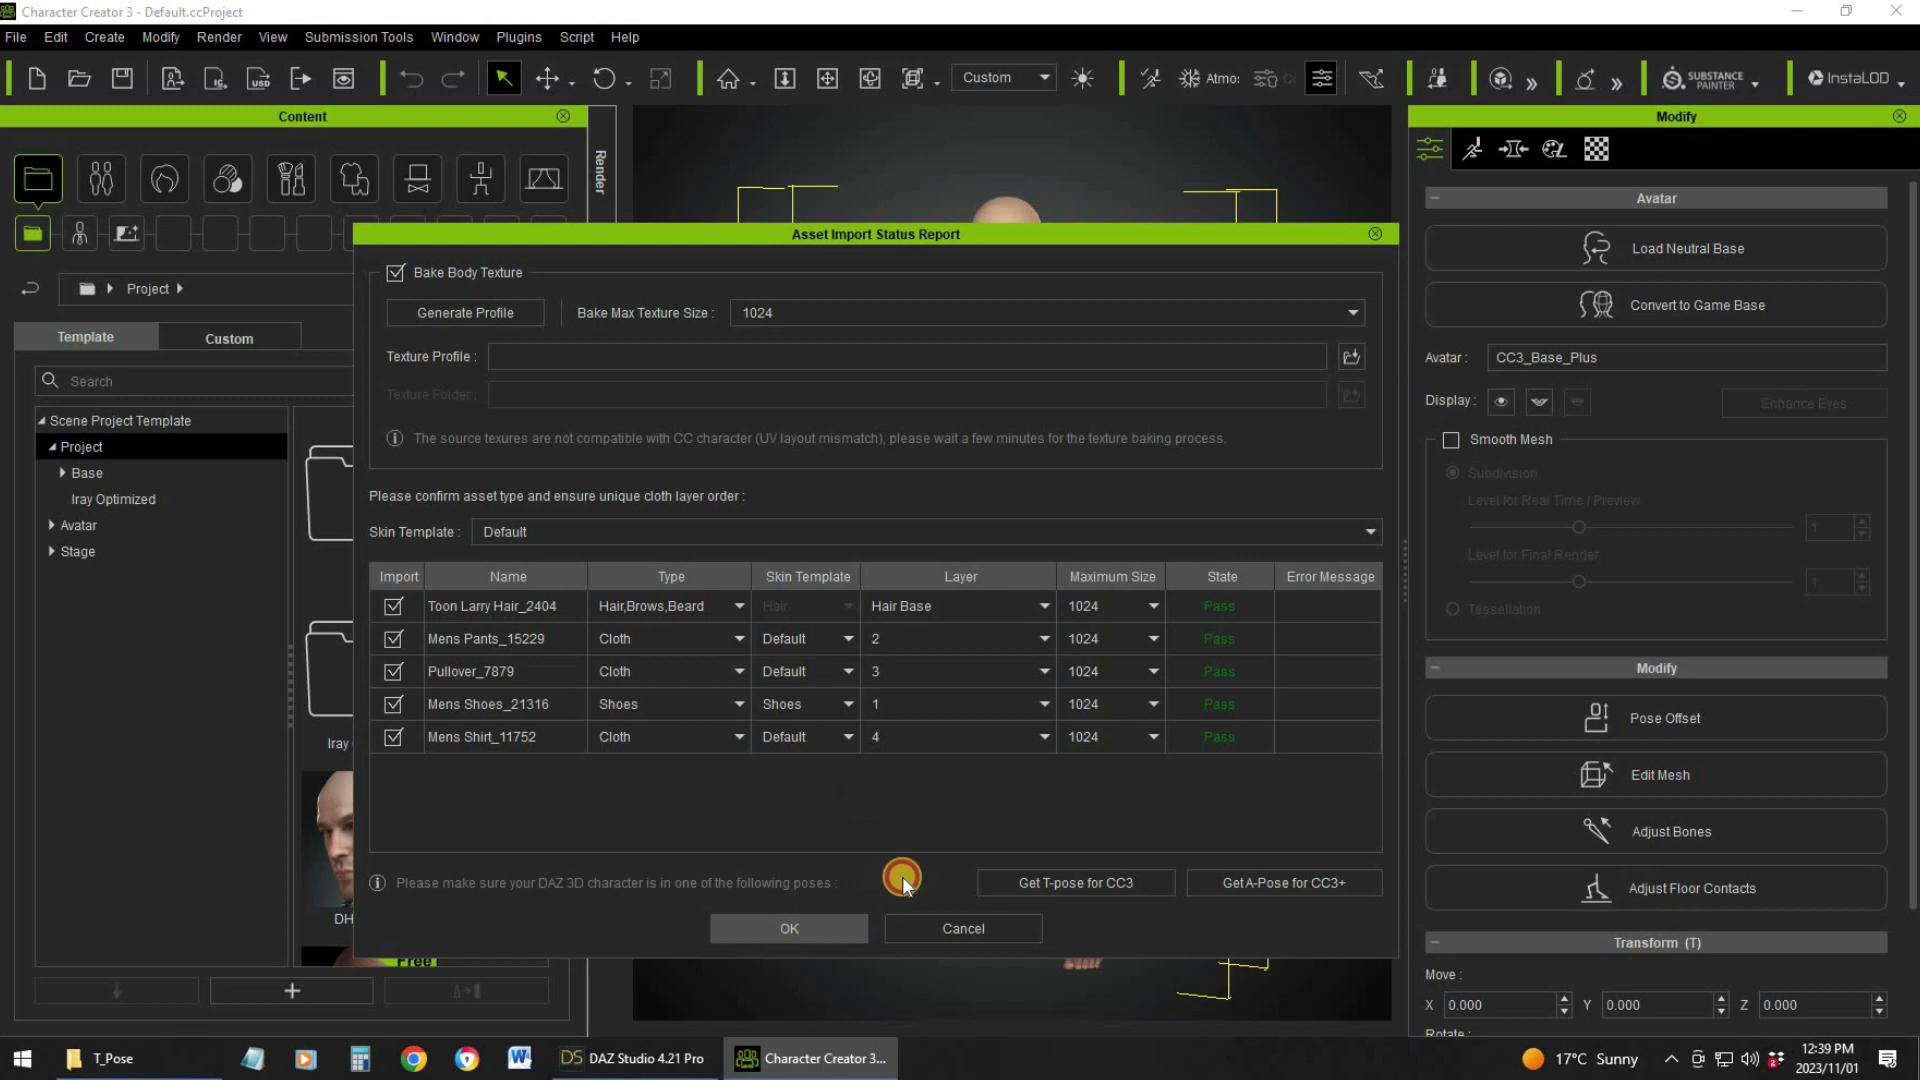 Character Creator 3 - Default.ccProject
File Edit Create Modify Render View Submission Tools Window Plugins Script Help
Custom Atmo: SUBSTANCE PAINTER InstaLOD
Content
Render
Modify
Project
Template Custom
Search
Scene Project Template
Project
Base
Iray Optimized
Avatar
Stage
Iray
DH
Free
Asset Import Status Report
Bake Body Texture
Generate Profile Bake Max Texture Size : 1024
Texture Profile :
Texture Folder :
The source texures are not compatible with CC character (UV layout mismatch), please wait a few minutes for the texture baking process.
Please confirm asset type and ensure unique cloth layer order :
Skin Template : Default
Import Name Type Skin Template Layer Maximum Size State Error Message
Toon Larry Hair_2404 Hair,Brows,Beard Hair Hair Base 1024 Pass
Mens Pants_15229 Cloth Default 2 1024 Pass
Pullover_7879 Cloth Default 3 1024 Pass
Mens Shoes_21316 Shoes Shoes 1 1024 Pass
Mens Shirt_11752 Cloth Default 4 1024 Pass
Please make sure your DAZ 3D character is in one of the following poses :
Get T-pose for CC3 Get A-Pose for CC3+
OK Cancel
Avatar
Load Neutral Base
Convert to Game Base
Avatar : CC3_Base_Plus
Display : Enhance Eyes
Smooth Mesh
Subdivision
Level for Real Time / Preview
1
Level for Final Render
1
Tessellation
Modify
Pose Offset
Edit Mesh
Adjust Bones
Adjust Floor Contacts
Transform (T)
Move :
X 0.000 Y 0.000 Z 0.000
Rotate :
T_Pose DAZ Studio 4.21 Pro Character Creator 3... 17°C Sunny 12:39 PM
2023/11/01